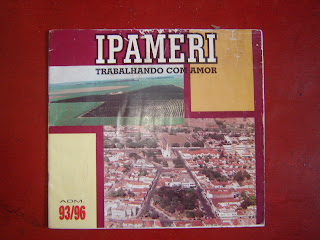 IPAMERI
TRABALHANDO COM AMOR
ADM.
93/96